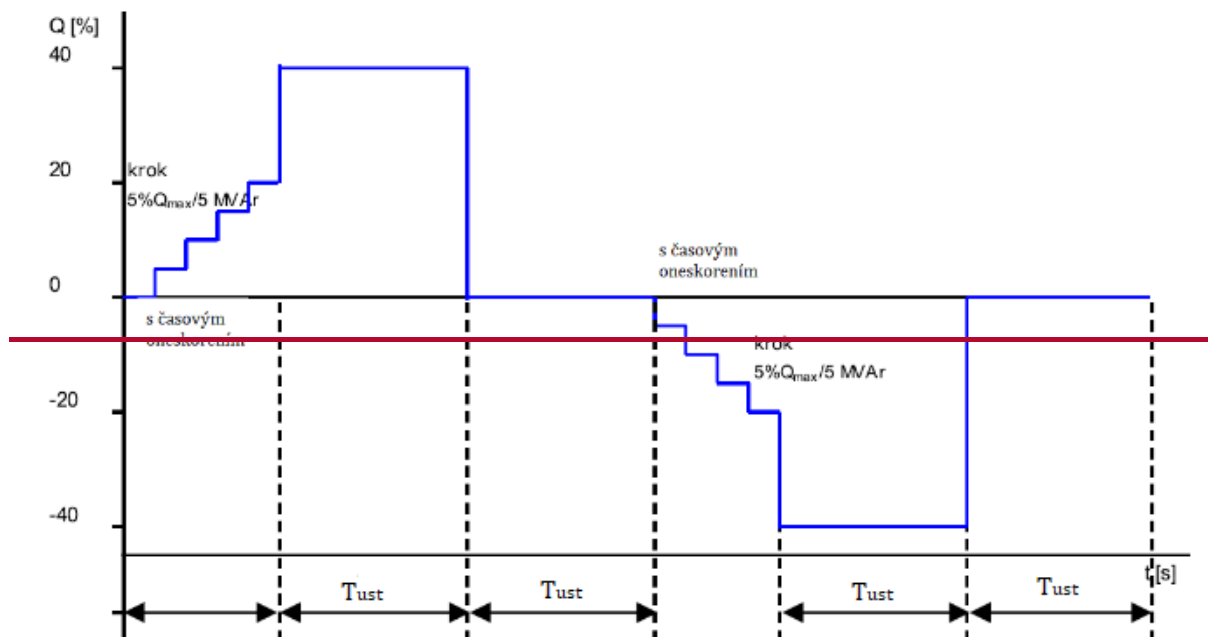 Q [%]
40
krok
20
5%Qmax/5 MVAr
s časovým
oneskorením
0
s časovým
oneskorením
krok
5%Qmax/5 MVAr
-20
-40
t [s]
Tust
Tust
Tust
Tust